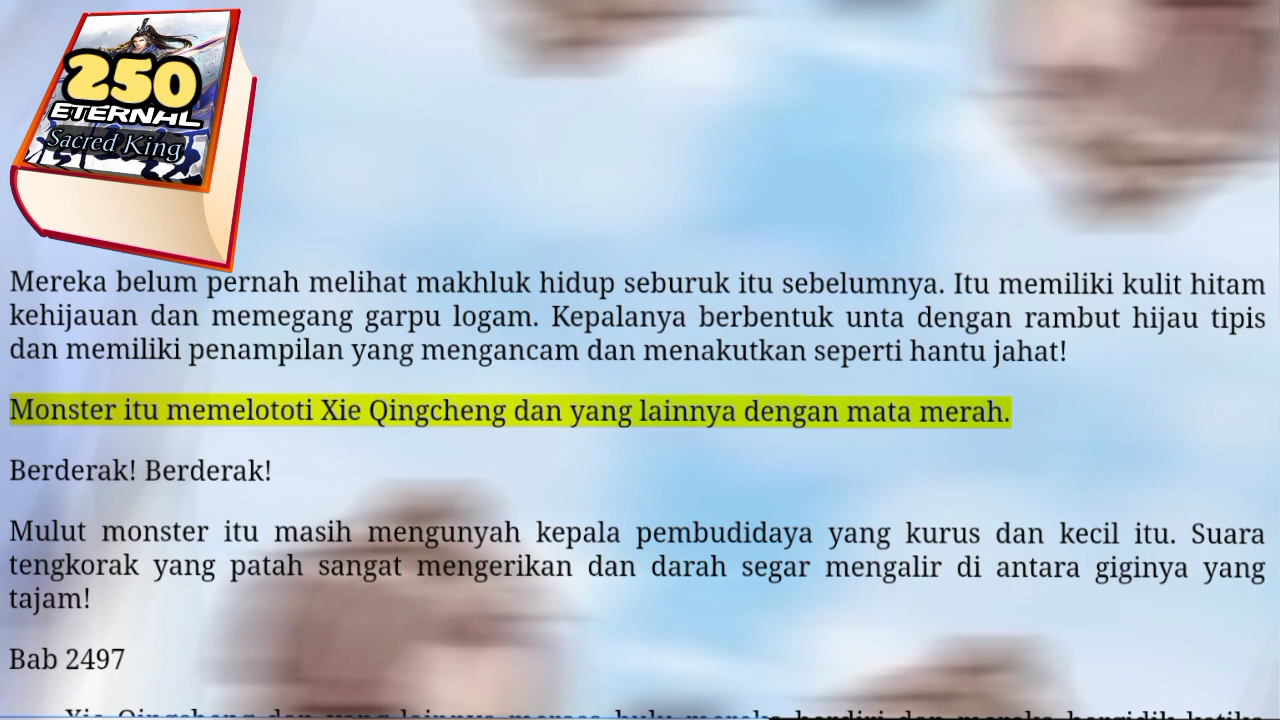 250
ETERNAL
Sacred King
Mereka belum pernah melihat makhluk hidup seburuk itu sebelumnya. Itu memiliki kulit hitam
kehijauan dan memegang garpu logam. Kepalanya berbentuk unta dengan rambut hijau tipis
dan memiliki penampilan yang mengancam dan menakutkan seperti hantu jahat!
Monster itu memelototi Xie Qingcheng dan yang lainnya dengan mata merah.
Berderak! Berderak!
Mulut monster itu masih mengunyah kepala pembudidaya yang kurus dan kecil itu. Suara
tengkorak yang patah sangat mengerikan dan darah segar mengalir di antara giginya yang
tajam!
Bab 2497